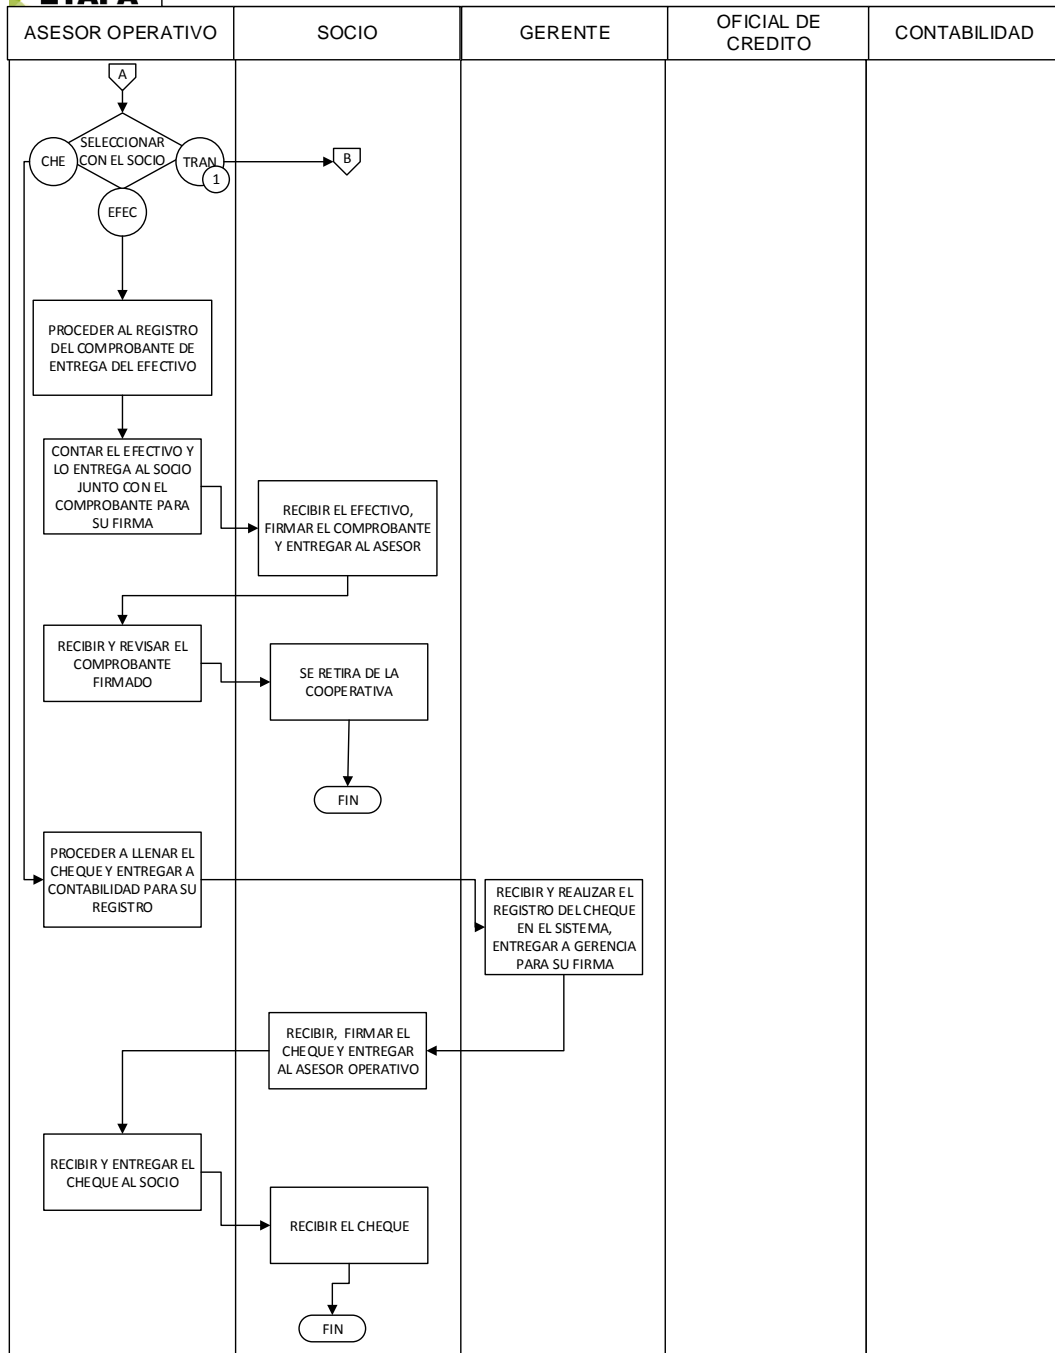 ETAPA
ASESOR OPERATIVO
SOCIO
GERENTE
OFICIAL DE
CREDITO
CONTABILIDAD
A
SELECCIONAR
CON EL SOCIO
CHE
TRAN
1
B
EFEC
PROCEDER AL REGISTRO
DEL COMPROBANTE DE
ENTREGA DEL EFECTIVO
CONTAR EL EFECTIVO Y
LO ENTREGA AL SOCIO
JUNTO CON EL
COMPROBANTE PARA
SU FIRMA
RECIBIR EL EFECTIVO,
FIRMAR EL COMPROBANTE
Y ENTREGAR AL ASESOR
RECIBIR Y REVISAR EL
COMPROBANTE
FIRMADO
SE RETIRA DE LA
COOPERATIVA
FIN
PROCEDER A LLENAR EL
CHEQUE Y ENTREGAR A
CONTABILIDAD PARA SU
REGISTRO
RECIBIR Y REALIZAR EL
REGISTRO DEL CHEQUE
EN EL SISTEMA,
ENTREGAR A GERENCIA
PARA SU FIRMA
RECIBIR, FIRMAR EL
CHEQUE Y ENTREGAR
AL ASESOR OPERATIVO
RECIBIR Y ENTREGAR EL
CHEQUE AL SOCIO
RECIBIR EL CHEQUE
FIN